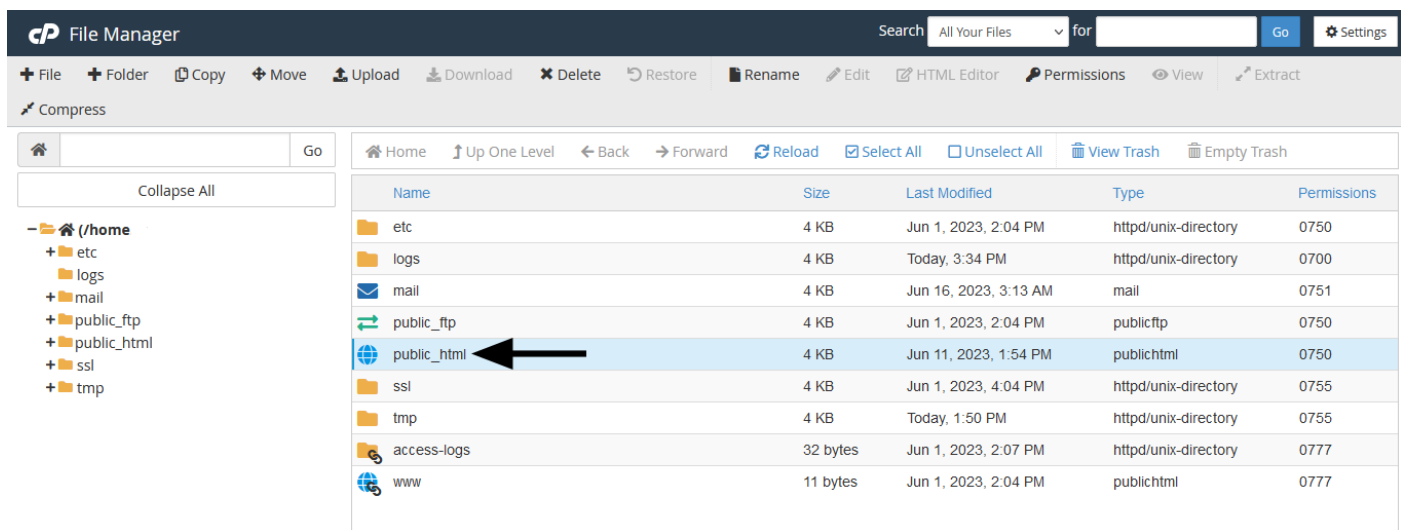 cP File Manager Search All Your Files for Go Settings
File Folder Copy Move Upload Download Delete Restore Rename Edit HTML Editor Permissions View Extract
Compress
Go Home Up One Level Back Forward Reload Select All Unselect All View Trash Empty Trash
Collapse All
Name Size Last Modified Type Permissions
(/home
etc
logs
mail
public_ftp
public_html
ssl
tmp
etc 4 KB Jun 1, 2023, 2:04 PM httpd/unix-directory 0750
logs 4 KB Today, 3:34 PM httpd/unix-directory 0700
mail 4 KB Jun 16, 2023, 3:13 AM mail 0751
public_ftp 4 KB Jun 1, 2023, 2:04 PM publicftp 0750
public_html 4 KB Jun 11, 2023, 1:54 PM publichtml 0750
ssl 4 KB Jun 1, 2023, 4:04 PM httpd/unix-directory 0755
tmp 4 KB Today, 1:50 PM httpd/unix-directory 0755
access-logs 32 bytes Jun 1, 2023, 2:07 PM httpd/unix-directory 0777
www 11 bytes Jun 1, 2023, 2:04 PM publichtml 0777